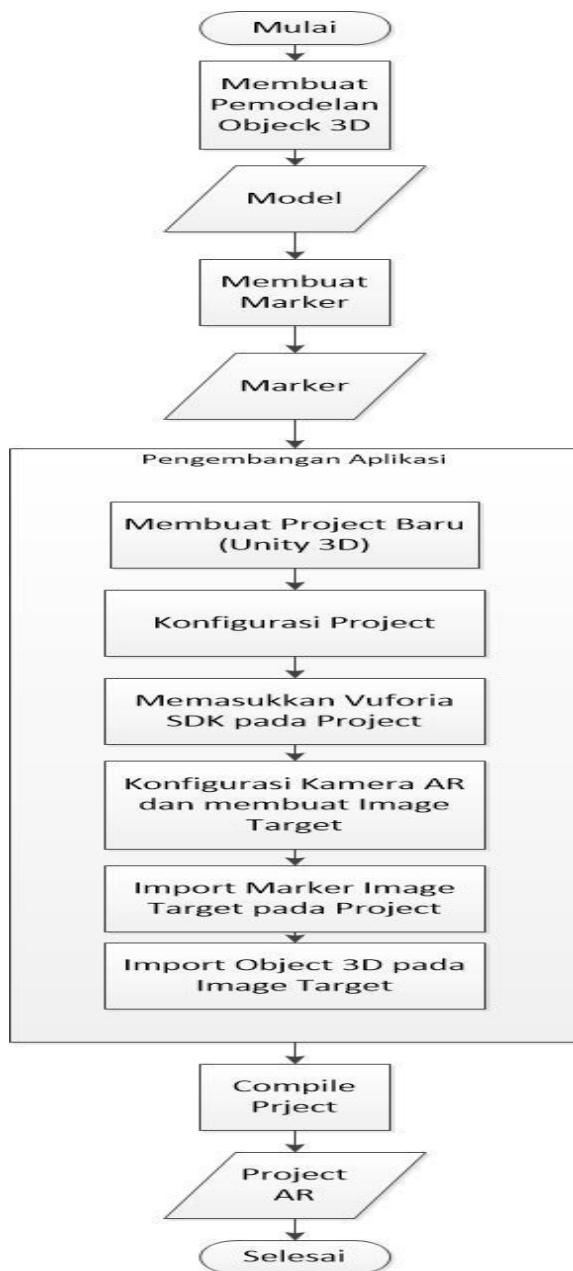 Mulai
Membuat
Pemodelan
Objeck 3D
Model
Membuat
Marker
Marker
Pengembangan Aplikasi
Membuat Project Baru
(Unity 3D)
Konfigurasi Project
Memasukkan Vuforia
SDK pada Project
Konfigurasi Kamera AR
dan membuat Image
Target
Import Marker Image
Target pada Project
Import Object 3D pada
Image Target
Compile
Prject
Project
AR
Selesai